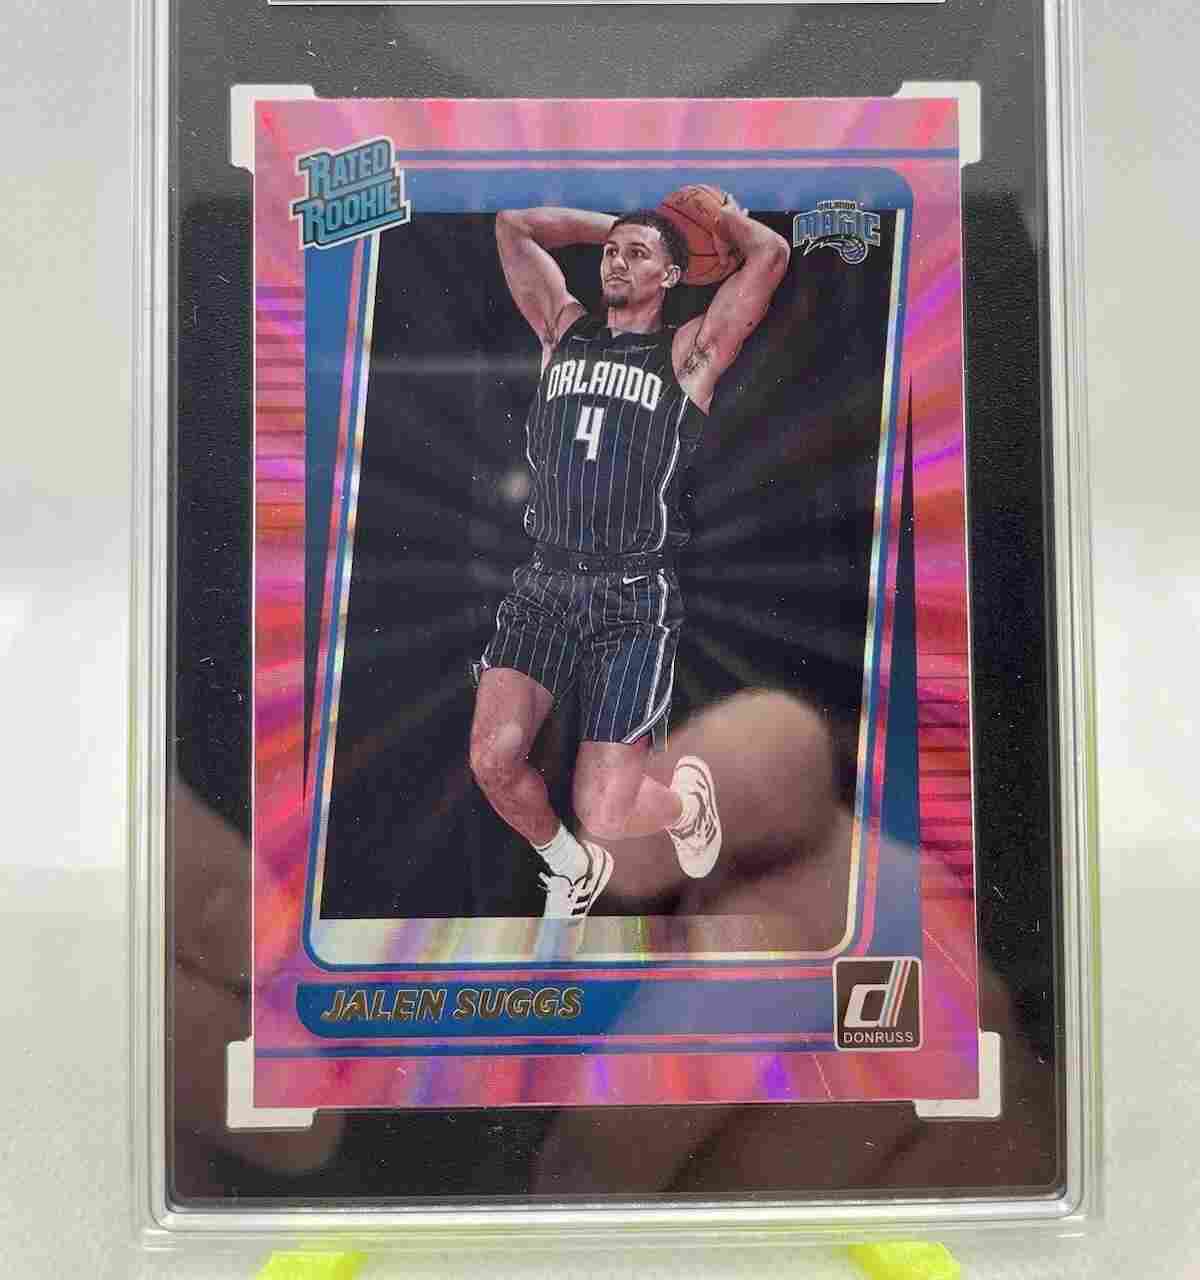 RATED
ROOKIE
ORLANDO
MAGIC
ORLANDO
4
JALEN SUGGS
d
DONRUSS